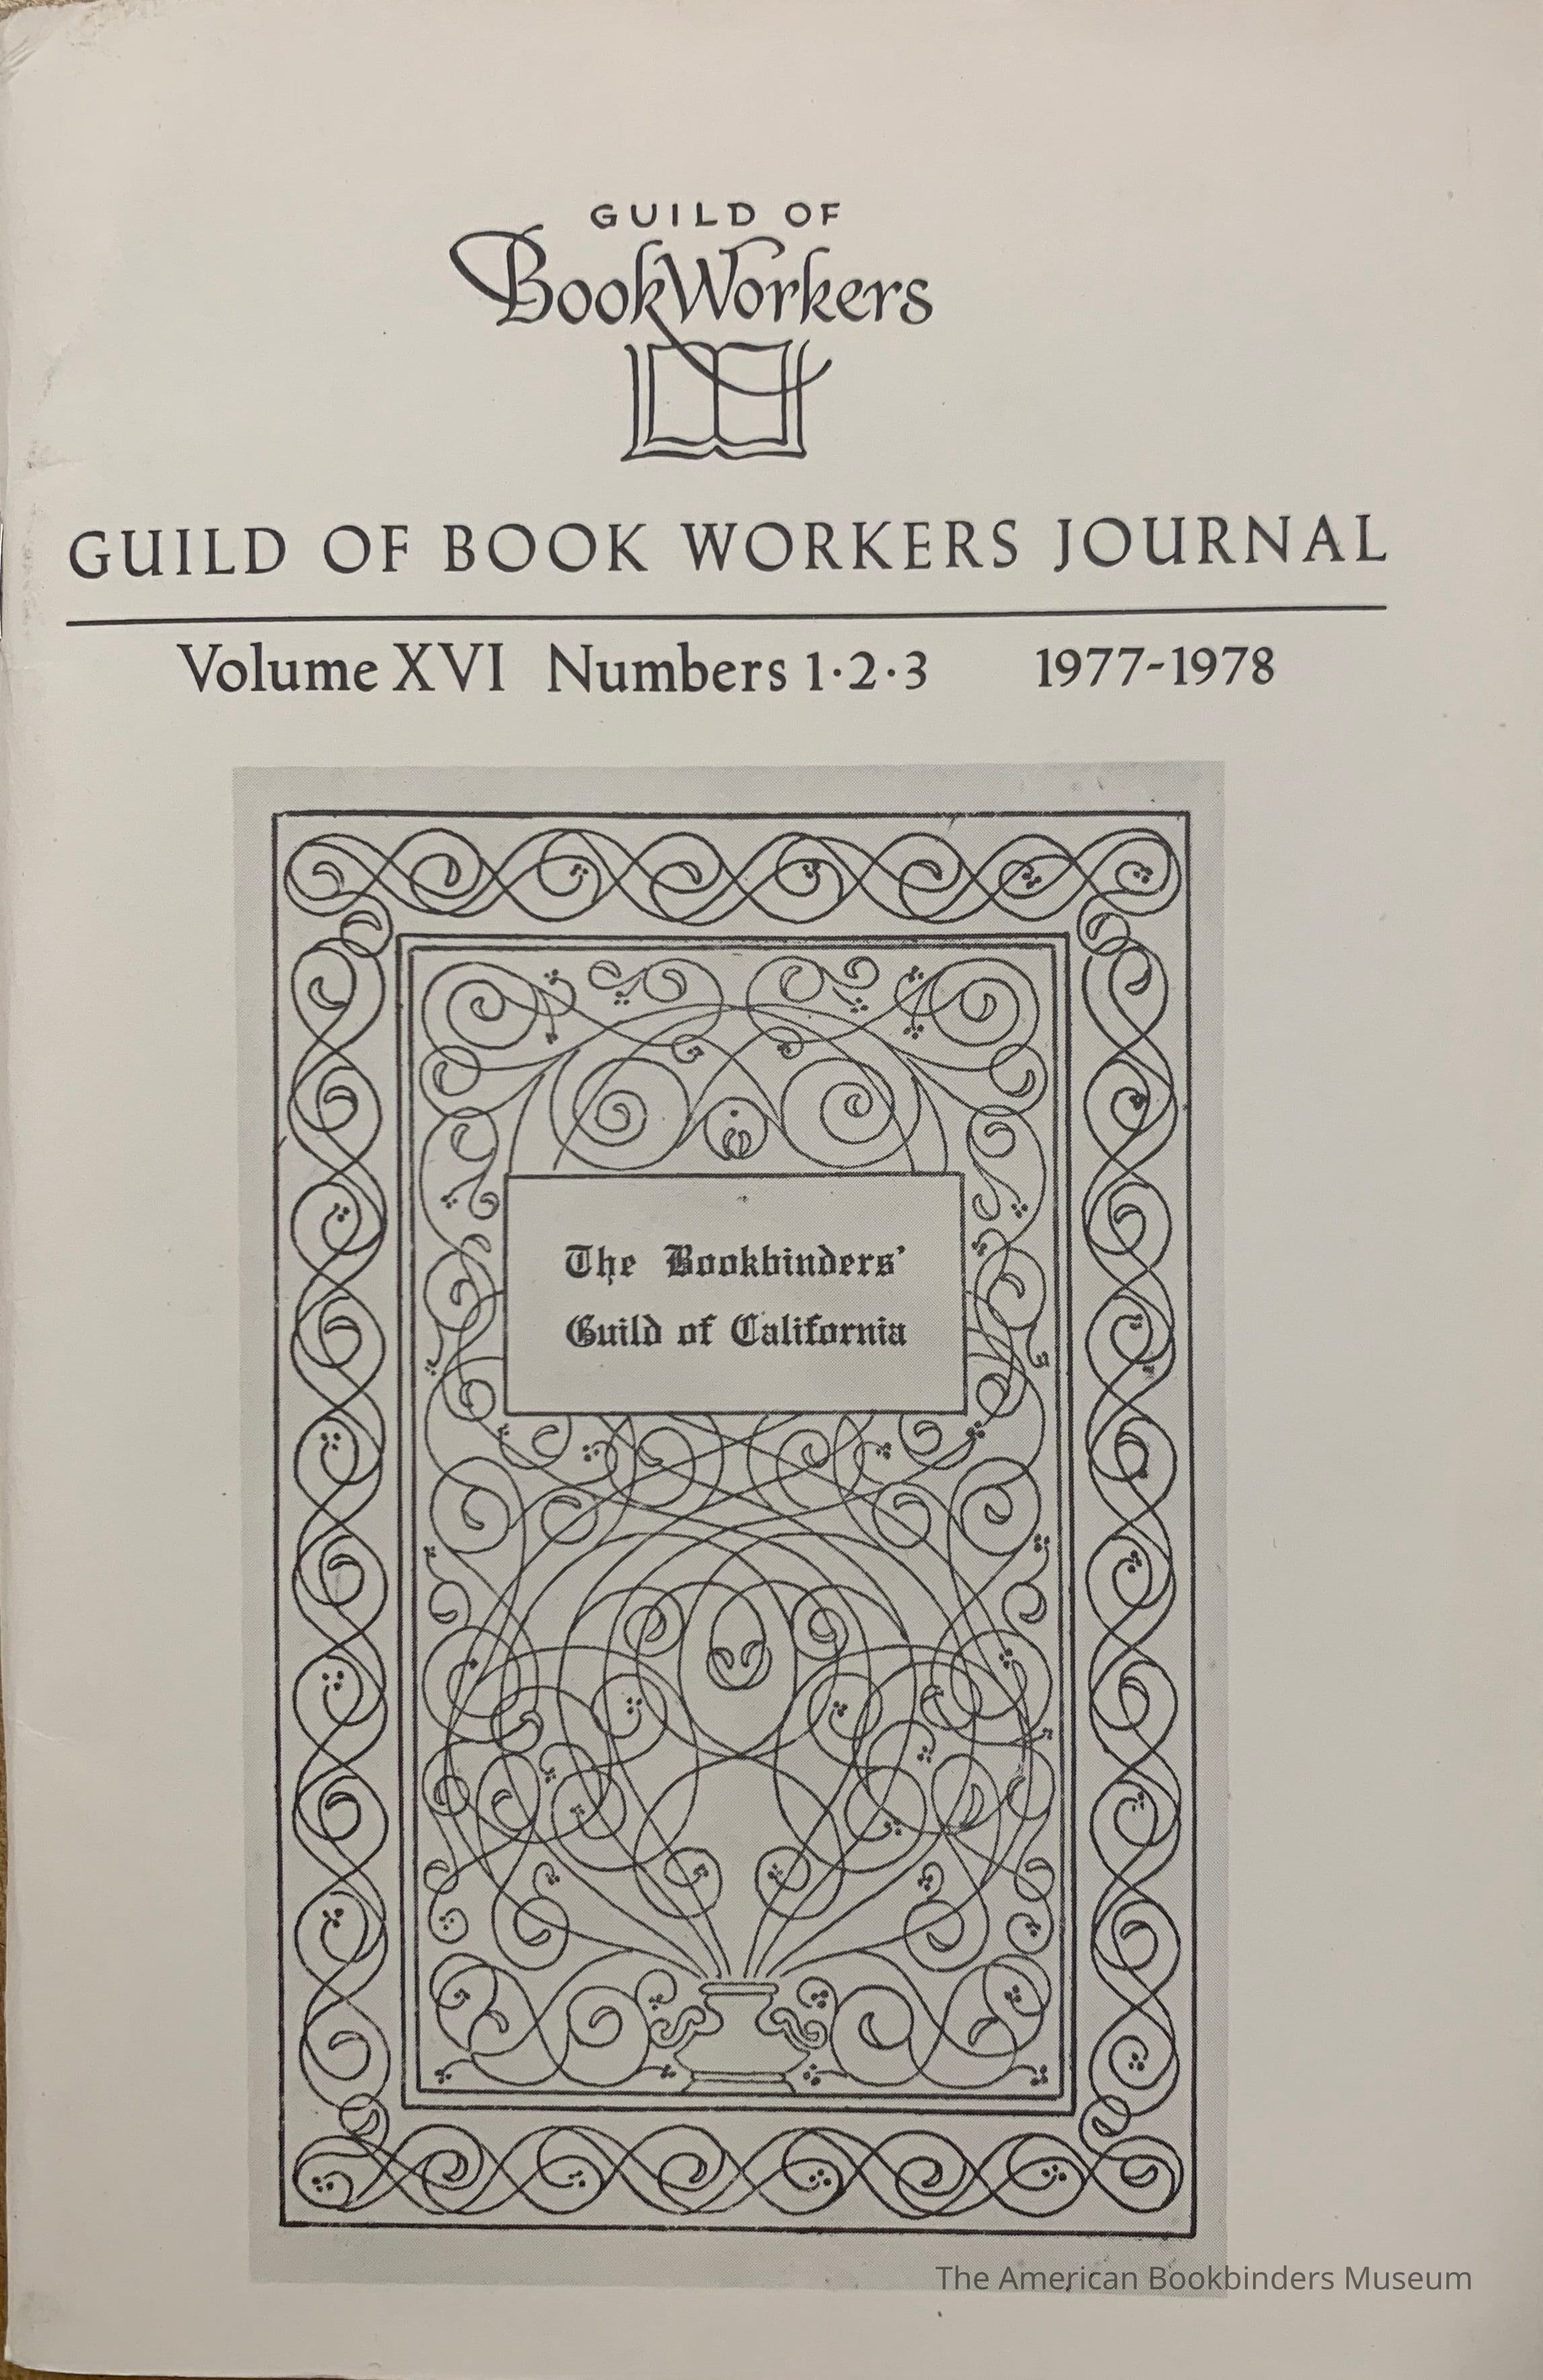 GUILD OF
BookWorkers
GUILD OF BOOK WORKERS JOURNAL
Volume XVI Numbers 1·2·3 1977-1978
The Bookbinders'
Guild of California
The American Bookbinders Museum